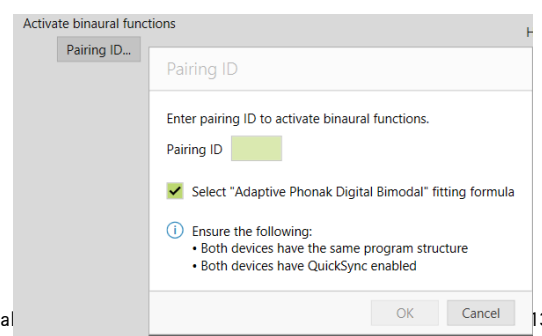 Activate binaural functions
H
Pairing ID...
Pairing ID
Enter pairing ID to activate binaural functions.
Pairing ID
Select "Adaptive Phonak Digital Bimodal" fitting formula
Ensure the following:
• Both devices have the same program structure
• Both devices have QuickSync enabled
OK Cancel